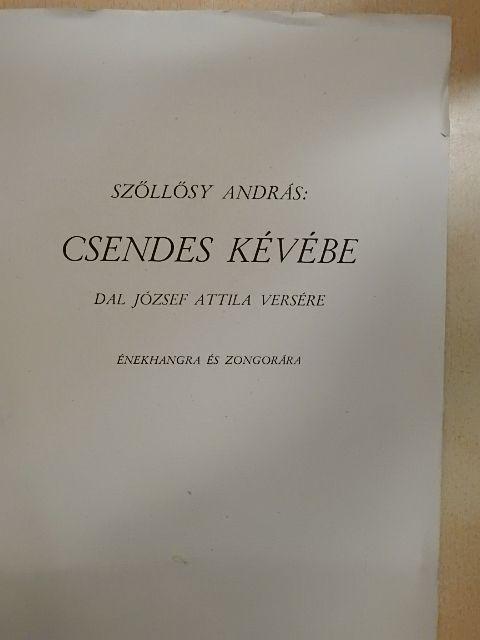 SZŐLLŐSY ANDRÁS:
CSENDES KÉVÉBE
DAL JÓZSEF ATTILA VERSÉRE
ÉNEKHANGRA ÉS ZONGORÁRA